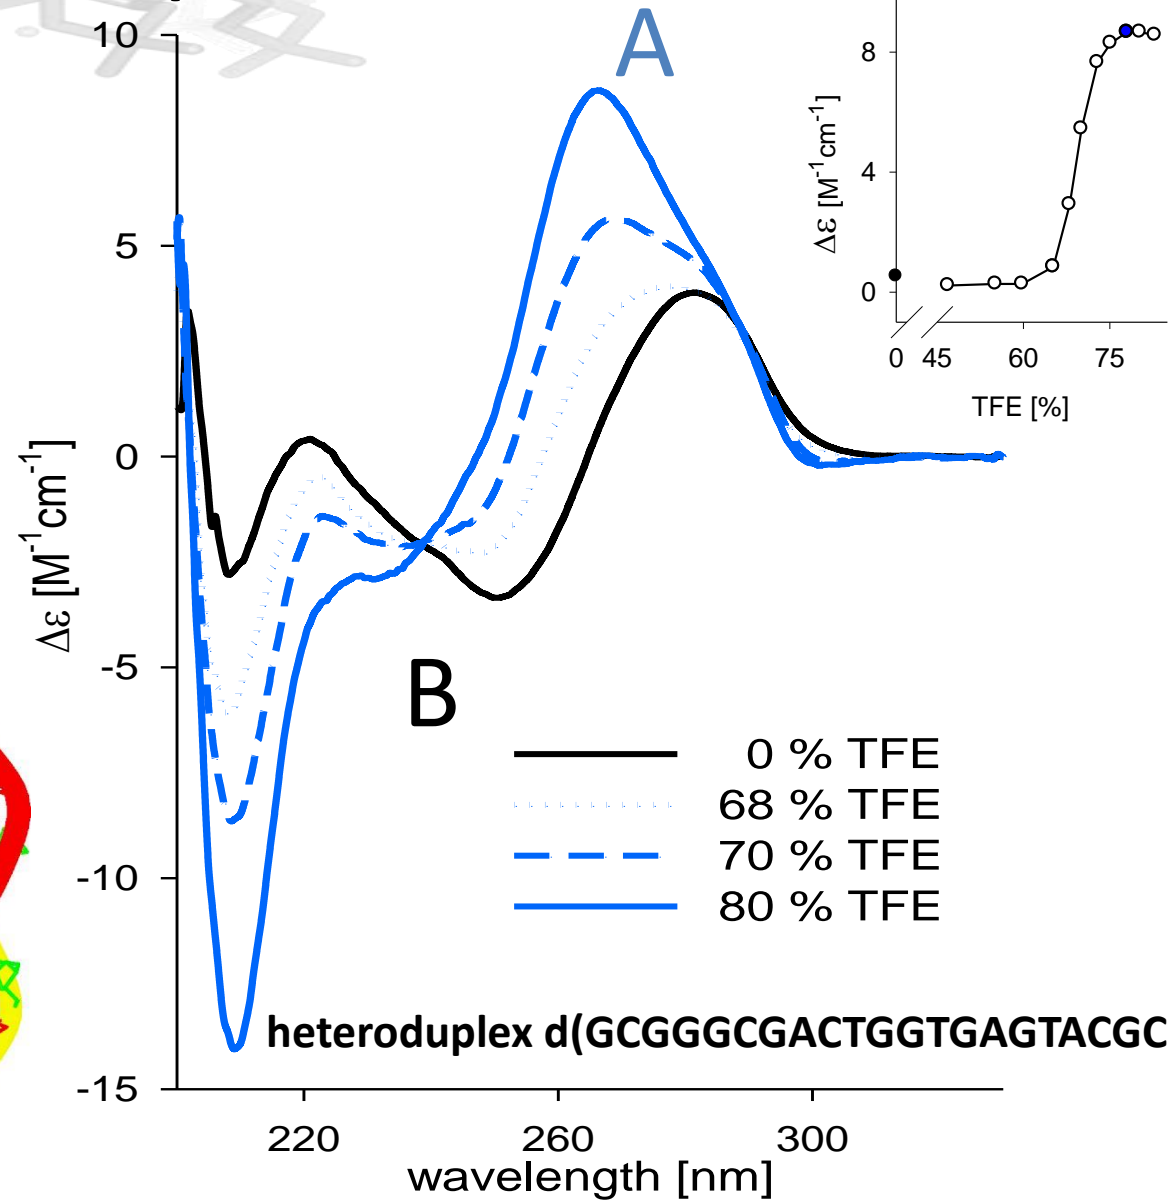 A
10
5
0
-5
-10
-15
Δε [M⁻¹cm⁻¹]
220 260 300
wavelength [nm]
B
0 % TFE
68 % TFE
70 % TFE
80 % TFE
heteroduplex d(GCGGGCGACTGGTGAGTACGC
8
4
0
Δε [M⁻¹cm⁻¹]
0 45 60 75
TFE [%]